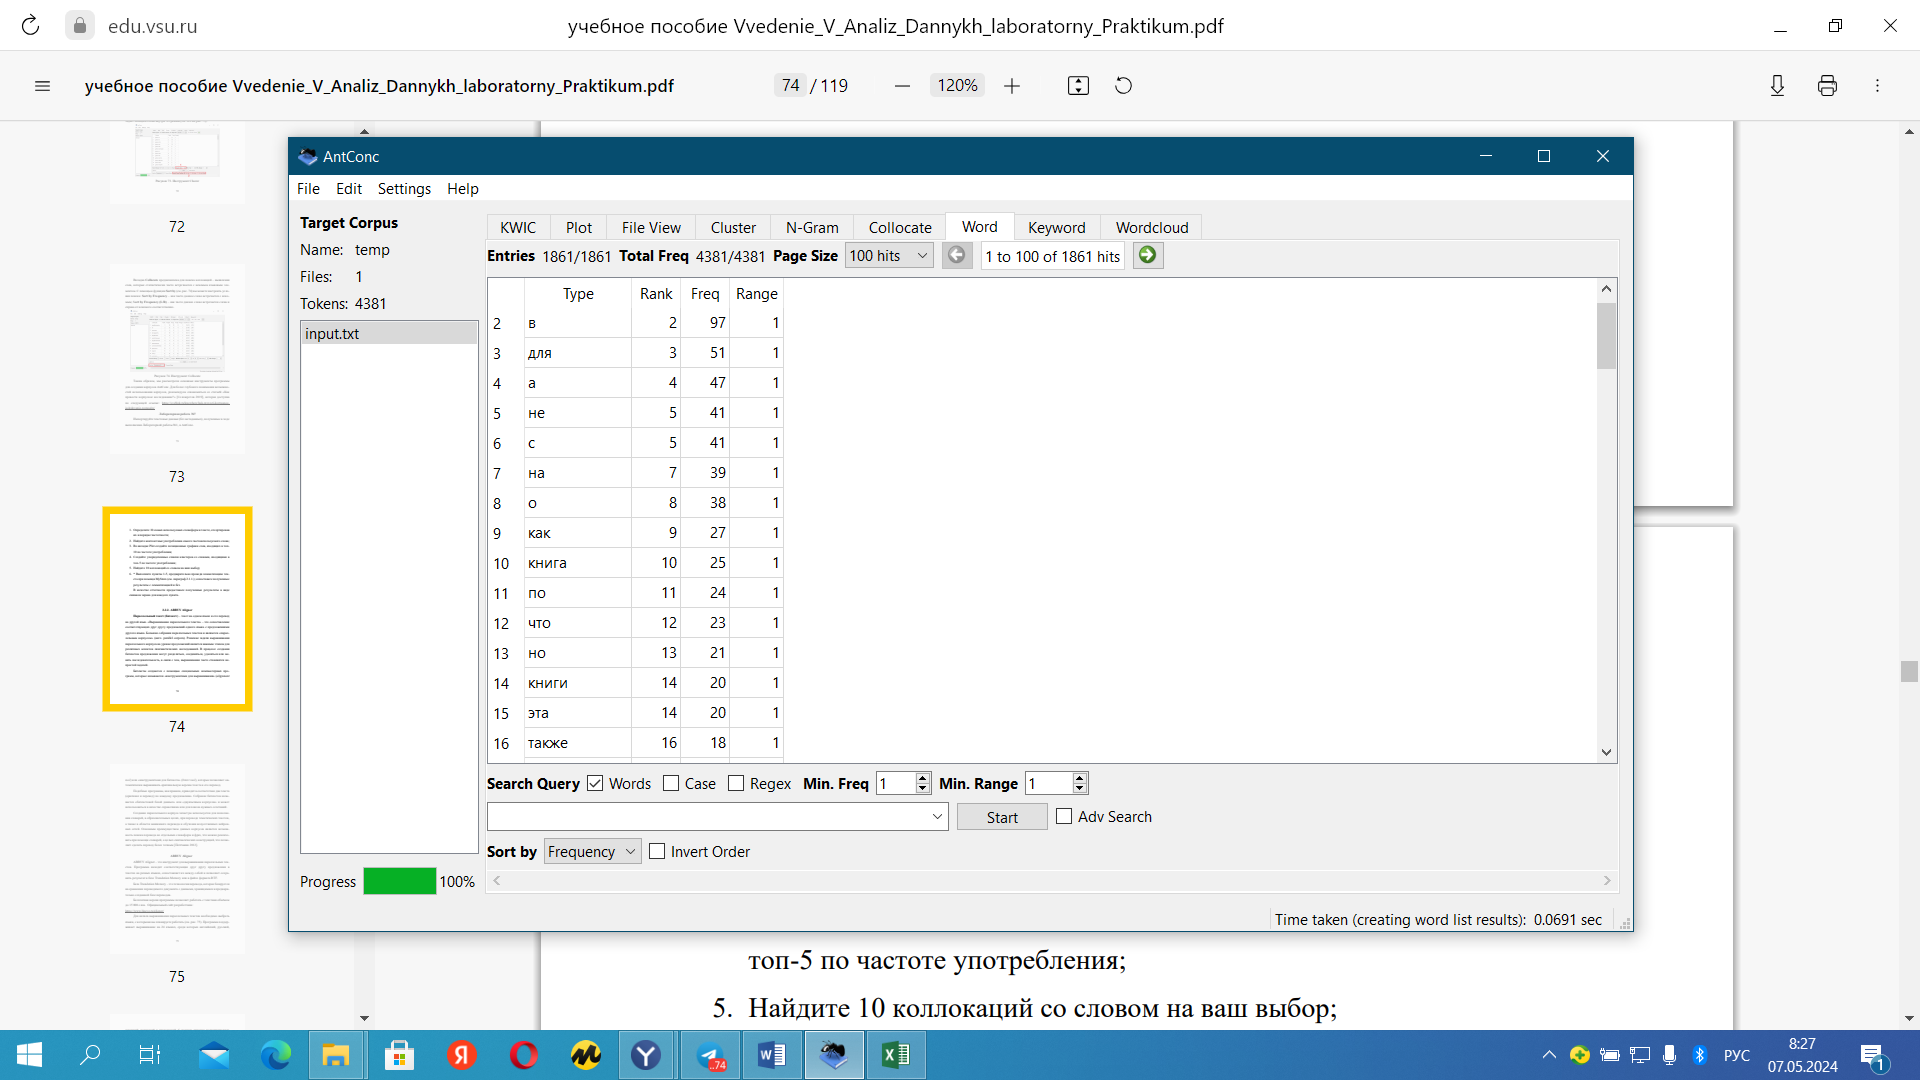 edu.vsu.ru
учебное пособие Vvedenie_V_Analiz_Dannykh_laboratorny_Praktikum.pdf
учебное пособие Vvedenie_V_Analiz_Dannykh_laboratorny_Praktikum.pdf
74 / 119
120%
72
73
74
75
AntConc
File Edit Settings Help
Target Corpus
Name: temp
Files: 1
Tokens: 4381
input.txt
Progress 100%
KWIC Plot File View Cluster N-Gram Collocate Word Keyword Wordcloud
Entries 1861/1861 Total Freq 4381/4381 Page Size 100 hits 1 to 100 of 1861 hits
Type Rank Freq Range
2 в 2 97 1
3 для 3 51 1
4 а 4 47 1
5 не 5 41 1
6 с 5 41 1
7 на 7 39 1
8 о 8 38 1
9 как 9 27 1
10 книга 10 25 1
11 по 11 24 1
12 что 12 23 1
13 но 13 21 1
14 книги 14 20 1
15 эта 14 20 1
16 также 16 18 1
Search Query Words Case Regex Min. Freq 1 Min. Range 1
Start Adv Search
Sort by Frequency Invert Order
Time taken (creating word list results): 0.0691 sec
топ-5 по частоте употребления;
5. Найдите 10 коллокаций со словом на ваш выбор;
..74
РУС
8:27
07.05.2024
1